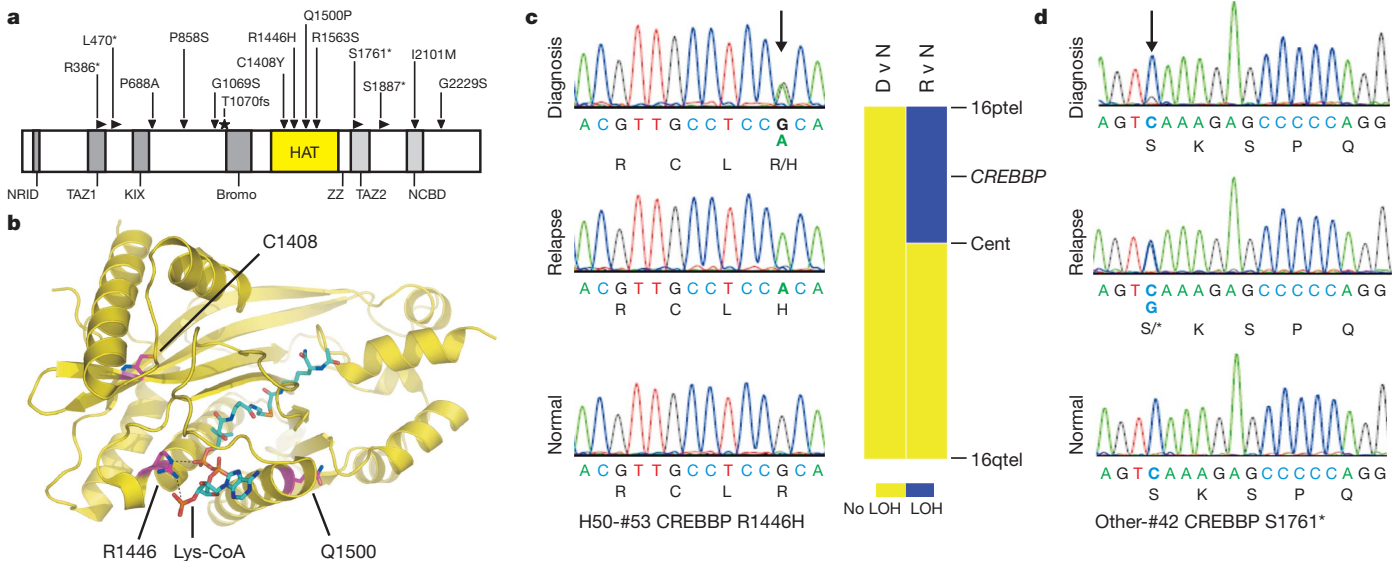 a
R386*
L470*
P688A
P858S
G1069S
T1070fs
C1408Y
R1446H
Q1500P
R1563S
S1761*
S1887*
I2101M
G2229S
HAT
NRID
TAZ1
KIX
Bromo
ZZ
TAZ2
NCBD
b
C1408
R1446
Lys-CoA
Q1500
c
Diagnosis
A C G T T G C C T C C G C A
A
R C L R/H
Relapse
A C G T T G C C T C C A C A
R C L H
Normal
A C G T T G C C T C C G C A
R C L R
H50-#53 CREBBP R1446H
D v N
R v N
16ptel
CREBBP
Cent
16qtel
No LOH
LOH
d
Diagnosis
A G T C A A A G A G C C C C C A G G
S K S P Q
Relapse
A G T C A A A G A G C C C C C A G G
G
S/* K S P Q
Normal
A G T C A A A G A G C C C C C A G G
S K S P Q
Other-#42 CREBBP S1761*